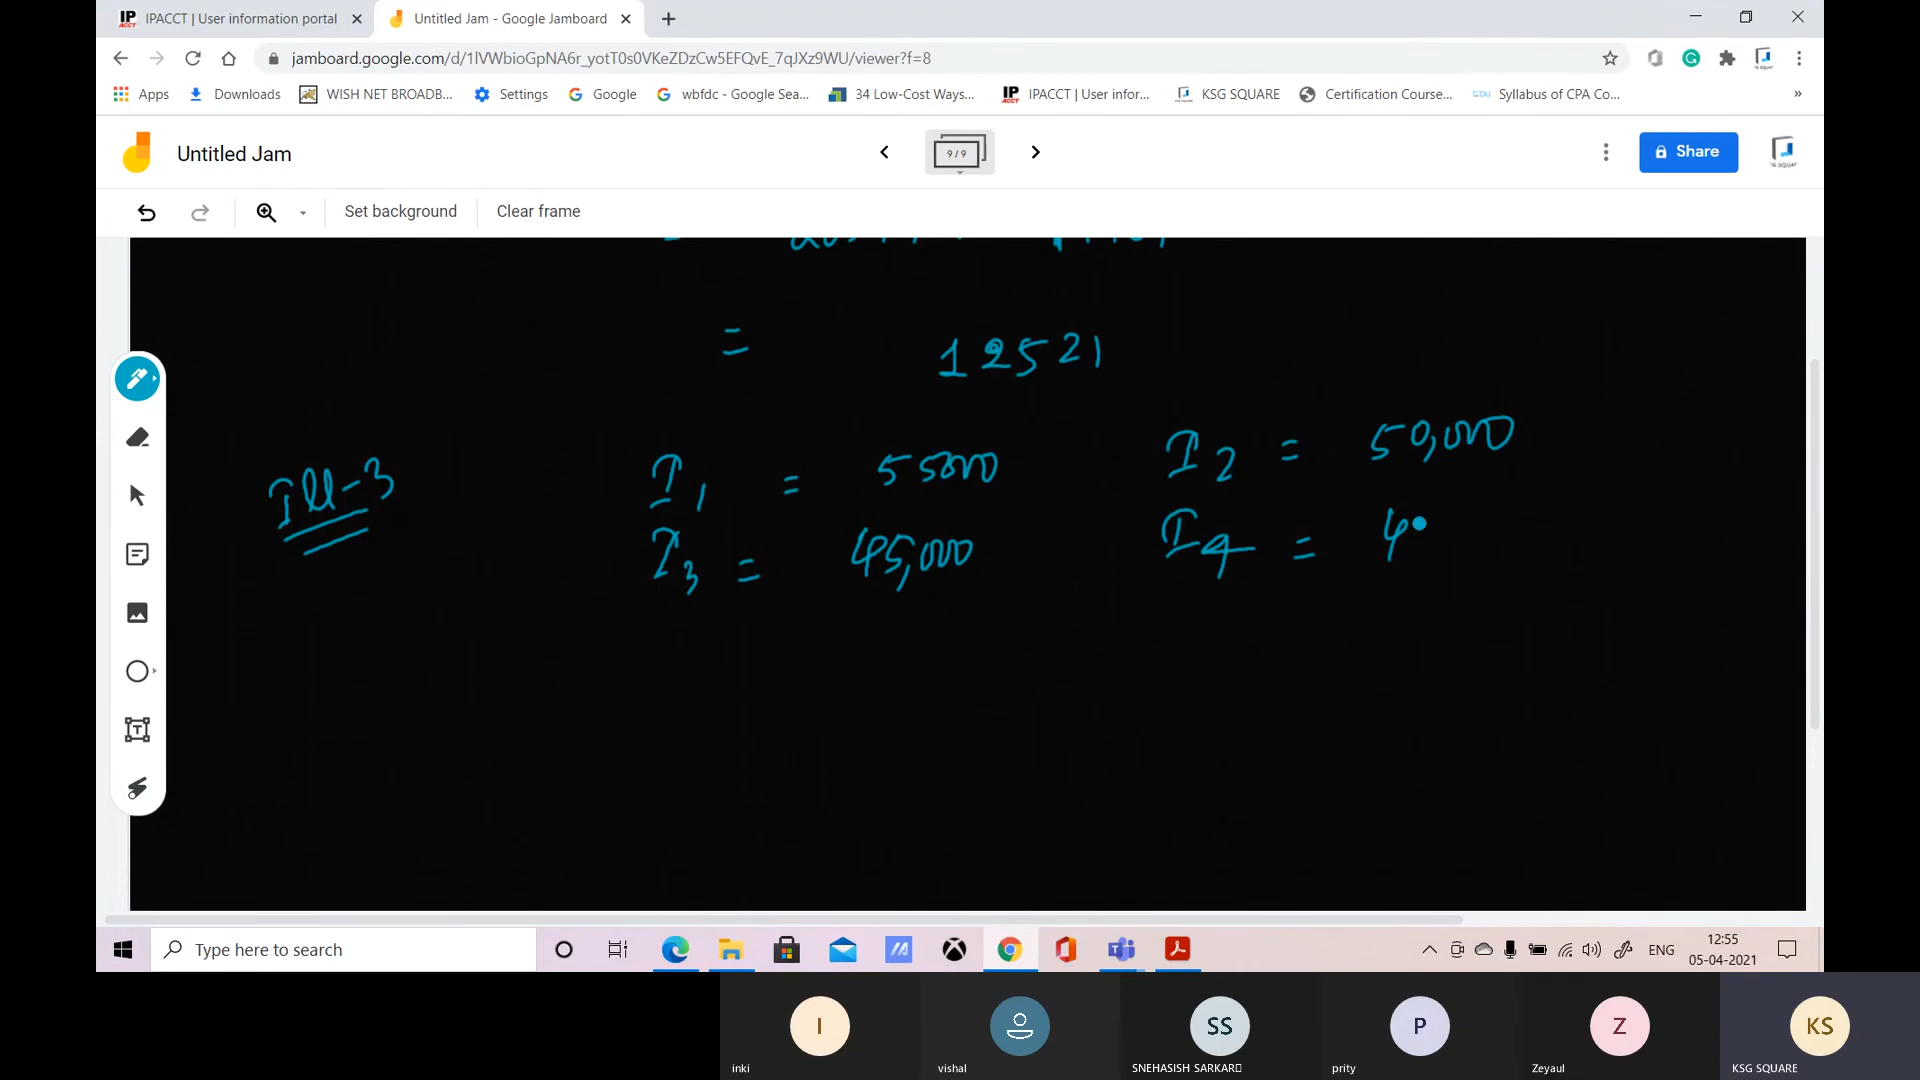 IPACCT | User information portal
Untitled Jam - Google Jamboard
jamboard.google.com/d/1lVWbioGpNA6r_yotT0s0VKeZDzCw5EFQvE_7qJXz9WU/viewer?f=8
Apps Downloads WISH NET BROADB... Settings Google wbfdc - Google Sea... 34 Low-Cost Ways... IPACCT | User infor... KSG SQUARE Certification Course... Syllabus of CPA Co... »
Untitled Jam
9 / 9
Share
Set background Clear frame
= 12521
Ill-3
I1 = 55000 I2 = 50,000
I3 = 45,000 I4 = 4
Type here to search
ENG
12:55
05-04-2021
I SS P Z KS
inki vishal SNEHASISH SARKAR prity Zeyaul KSG SQUARE